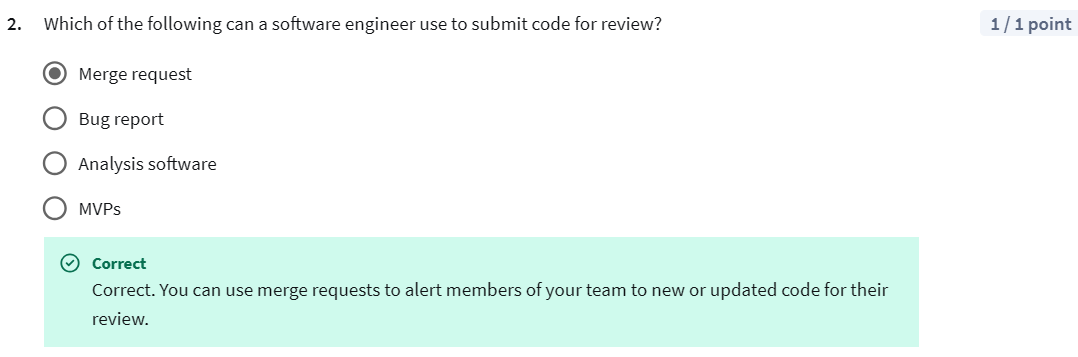 2. Which of the following can a software engineer use to submit code for review?
1 / 1 point
Merge request
Bug report
Analysis software
MVPs
Correct
Correct. You can use merge requests to alert members of your team to new or updated code for their
review.